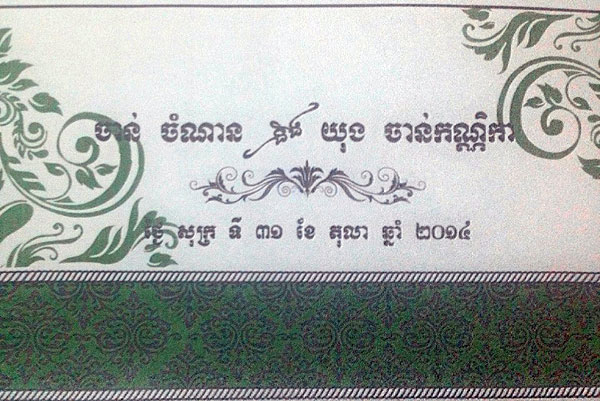 ចាន់ ចំណាន និង យុង ចាន់កណ្ណិកា
ថ្ងៃ សុក្រ ទី ៣១ ខែ តុលា ឆ្នាំ ២០១៤